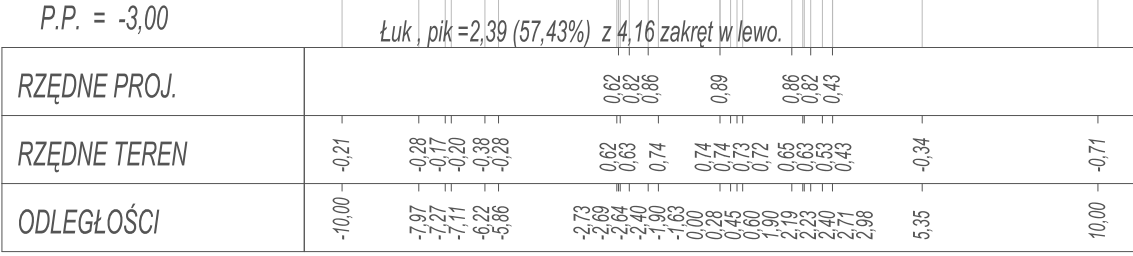 P.P. = -3,00
Łuk , pik =2,39 (57,43%) z 4,16 zakręt w lewo.
RZĘDNE PROJ. 0,62 0,82 0,86 0,89 0,86 0,82 0,43
RZĘDNE TEREN -0,21 -0,28 -0,17 -0,20 -0,38 -0,28 0,62 0,63 0,74 0,74 0,74 0,73 0,72 0,65 0,63 0,53 0,43 -0,34 -0,71
ODLEGŁOŚCI -10,00 -7,97 -7,27 -7,11 -6,22 -5,86 -2,73 -2,69 -2,64 -2,40 -1,90 -1,63 0,00 0,28 0,45 0,60 1,90 2,19 2,23 2,40 2,71 2,98 5,35 10,00